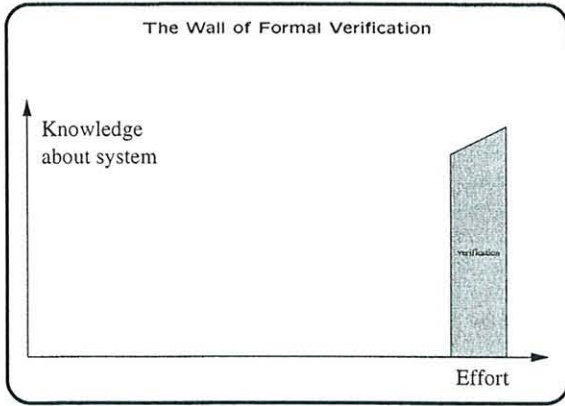 The Wall of Formal Verification
Knowledge
about system
verification
Effort